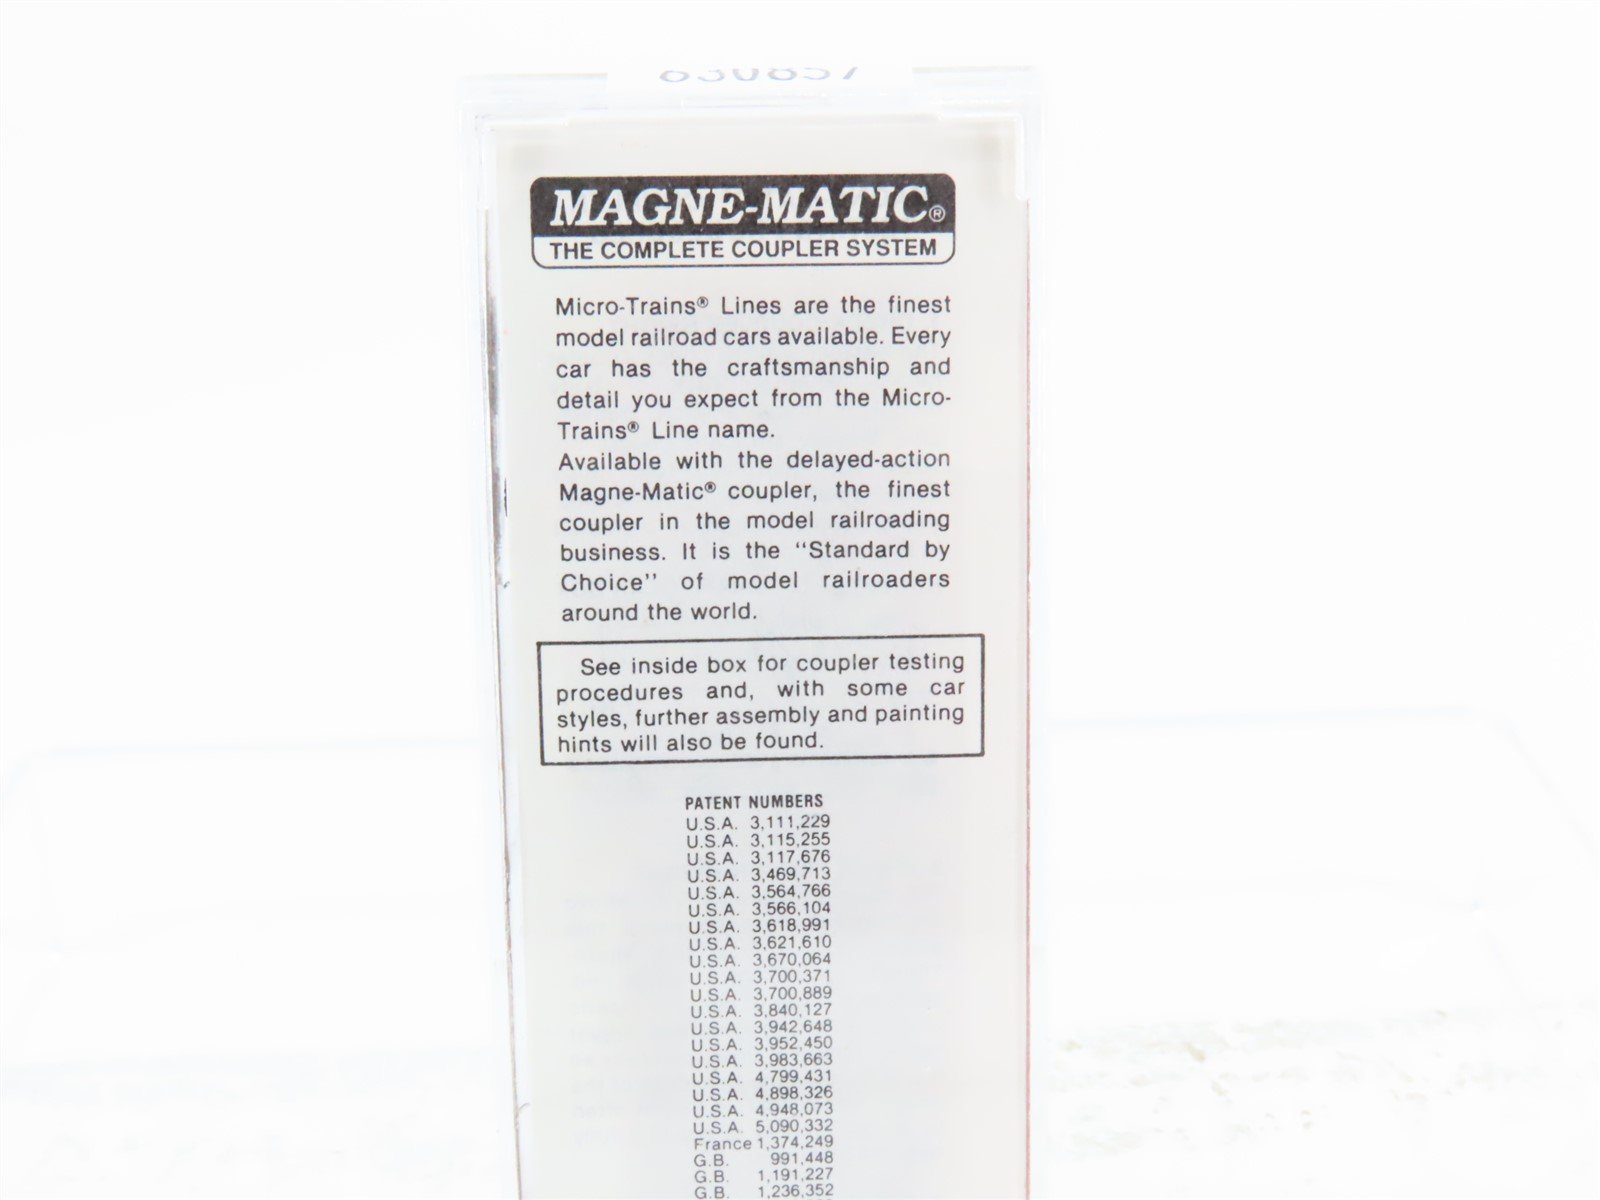 MAGNE-MATIC®
THE COMPLETE COUPLER SYSTEM
Micro-Trains® Lines are the finest
model railroad cars available. Every
car has the craftsmanship and
detail you expect from the Micro-
Trains® Line name.
Available with the delayed-action
Magne-Matic® coupler, the finest
coupler in the model railroading
business. It is the "Standard by
Choice" of model railroaders
around the world.
See inside box for coupler testing
procedures and, with some car
styles, further assembly and painting
hints will also be found.
PATENT NUMBERS
U.S.A. 3,111,229
U.S.A. 3,115,255
U.S.A. 3,117,676
U.S.A. 3,469,713
U.S.A. 3,564,766
U.S.A. 3,566,104
U.S.A. 3,618,991
U.S.A. 3,621,610
U.S.A. 3,670,064
U.S.A. 3,700,371
U.S.A. 3,700,889
U.S.A. 3,840,127
U.S.A. 3,942,648
U.S.A. 3,952,450
U.S.A. 3,983,663
U.S.A. 4,799,431
U.S.A. 4,898,326
U.S.A. 4,948,073
U.S.A. 5,090,332
France 1,374,249
G.B. 991,448
G.B. 1,191,227
G.B. 1,236,352